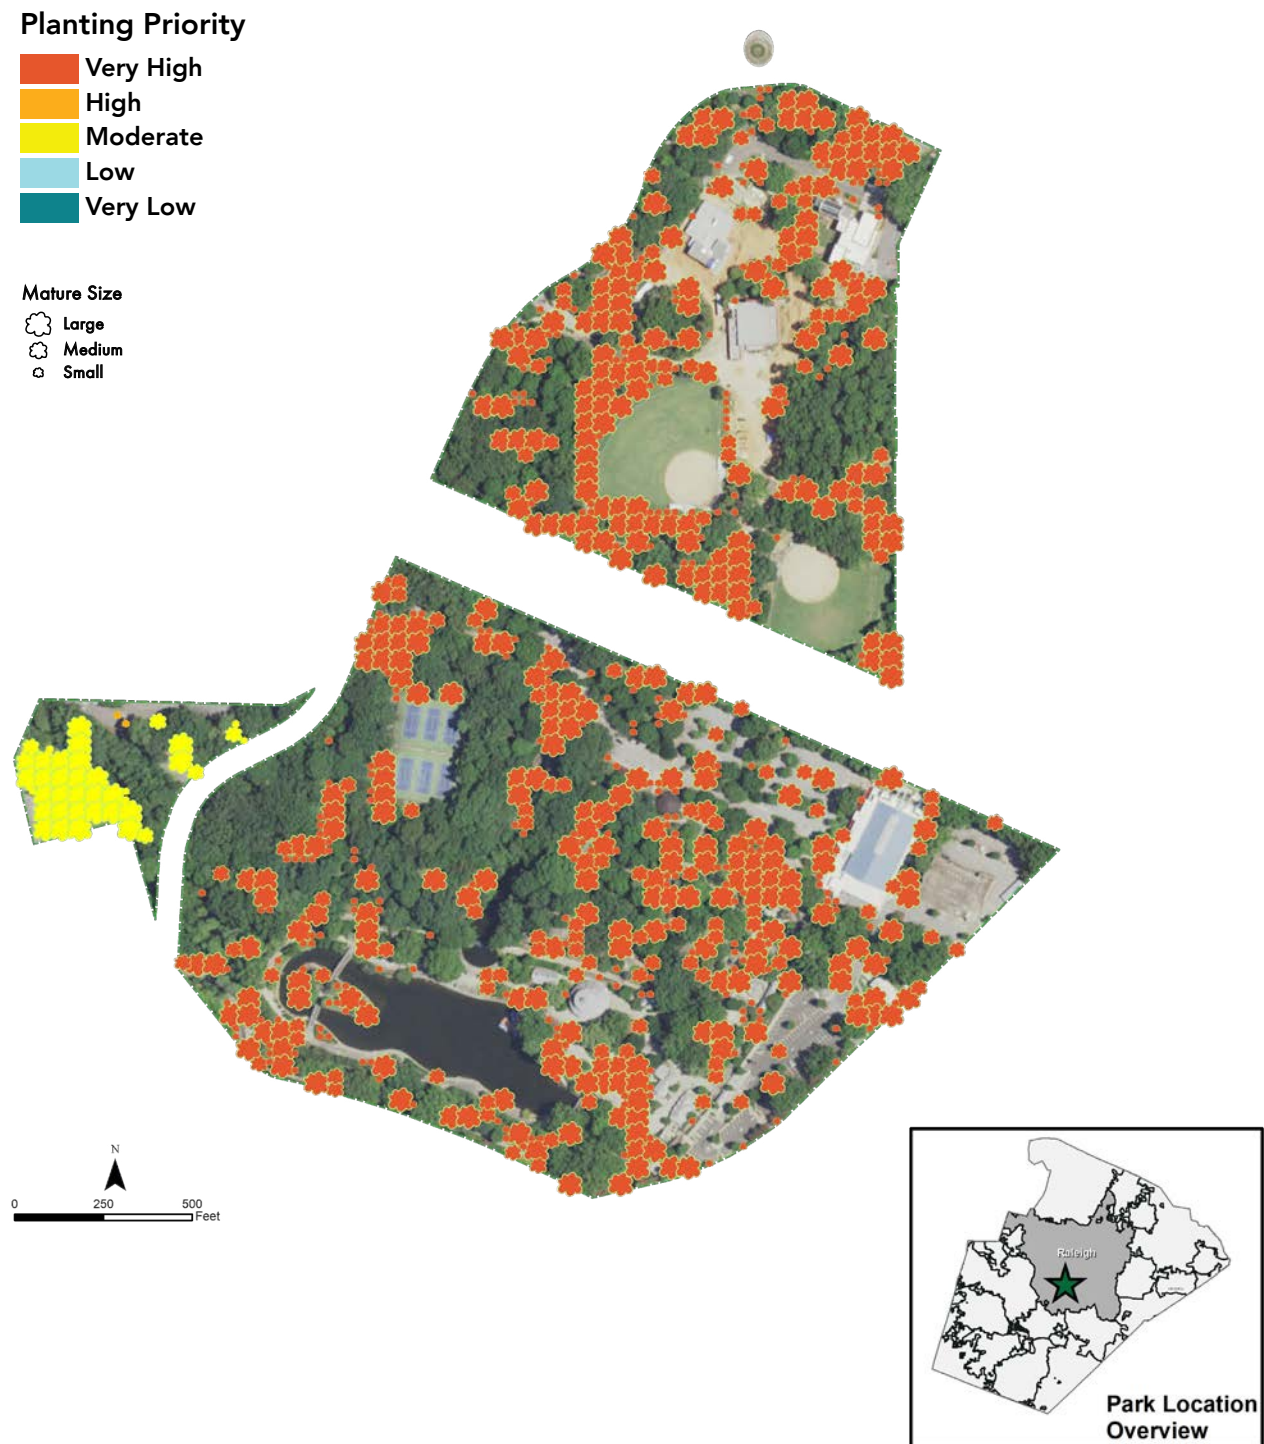 Planting Priority
Very High
High
Moderate
Low
Very Low
Mature Size
Large
Medium
Small
N
0 250 500
Feet
Raleigh
Park Location
Overview